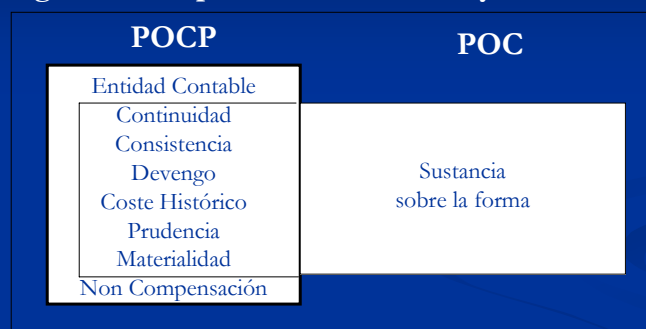 POCP
POC
Entidad Contable
Continuidad
Consistencia
Devengo
Coste Histórico
Prudencia
Materialidad
Non Compensación
Sustancia
sobre la forma